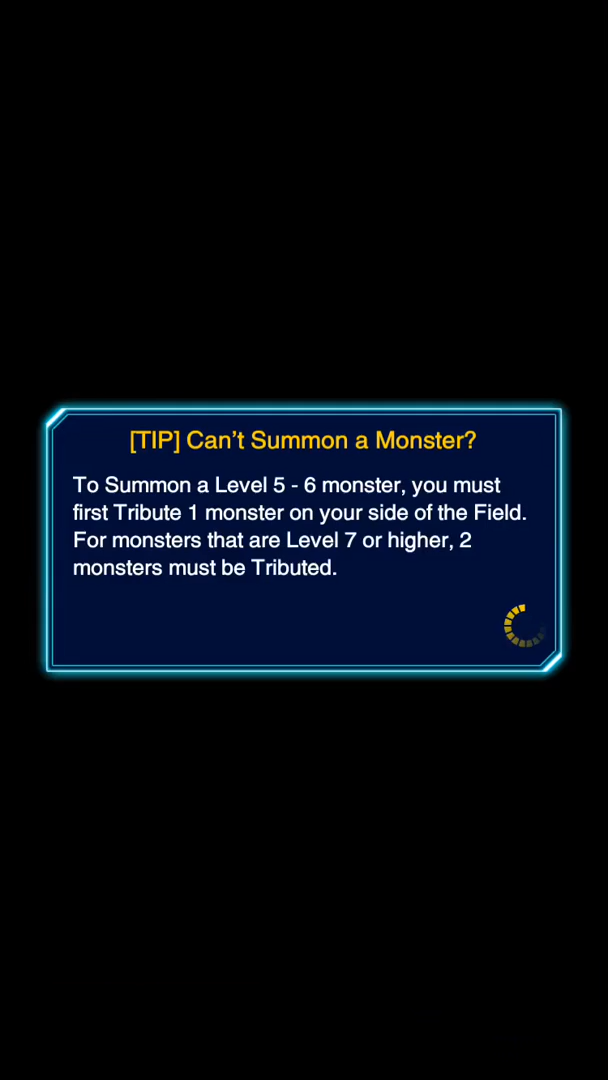 [TIP] Can't Summon a Monster?
To Summon a Level 5 - 6 monster, you must
first Tribute 1 monster on your side of the Field.
For monsters that are Level 7 or higher, 2
monsters must be Tributed.